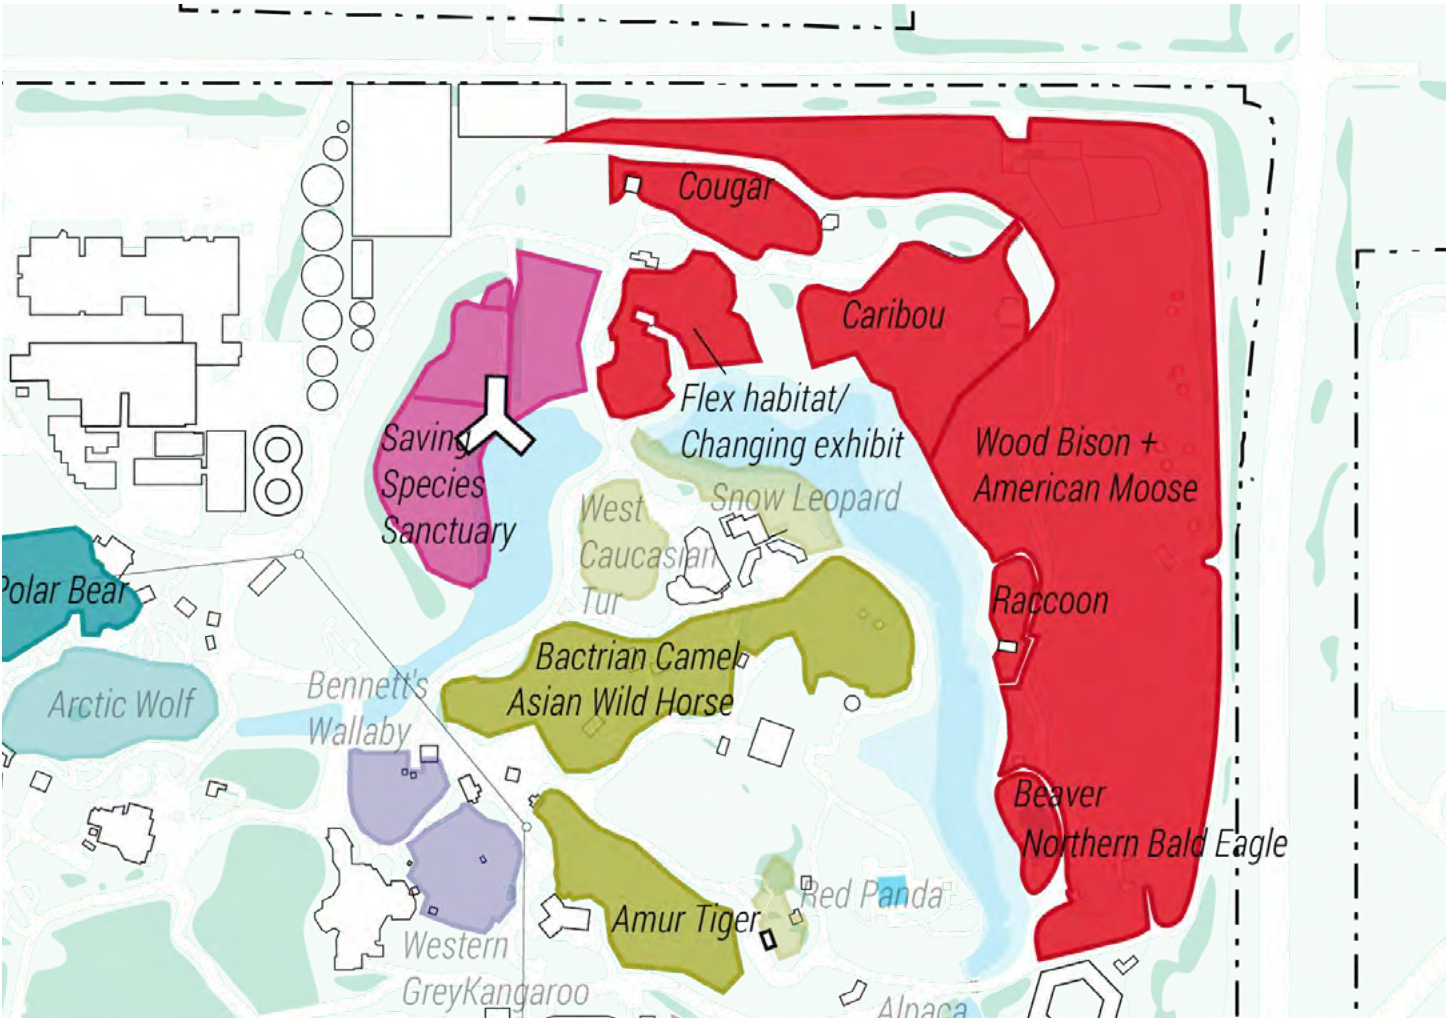 Cougar
Caribou
Flex habitat/
Changing exhibit
Saving
Species
Sanctuary
Wood Bison +
American Moose
West
Caucasian
Tur
Snow Leopard
Polar Bear
Raccoon
Arctic Wolf
Bennett's
Wallaby
Bactrian Camel
Asian Wild Horse
Beaver
Northern Bald Eagle
Amur Tiger
Red Panda
Western
GreyKangaroo
Alpaca